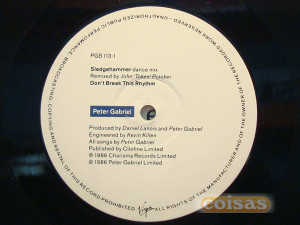 PGS 113-1
Sledgehammer dance mix
Remixed by John 'Tokes' Potoker
Don't Break This Rhythm
Peter Gabriel
Produced by Daniel Lanois and Peter Gabriel
Engineered by Kevin Killen
All songs by Peter Gabriel
Published by Cliofine Limited
℗ 1986 Charisma Records Limited
© 1986 Peter Gabriel Limited
ALL RIGHTS OF THE MANUFACTURER AND OF THE OWNER OF THE RECORDED WORK RESERVED · UNAUTHORIZED PUBLIC PERFORMANCE, BROADCASTING, COPYING AND RENTAL OF THIS RECORD PROHIBITED
Virgin
coisas